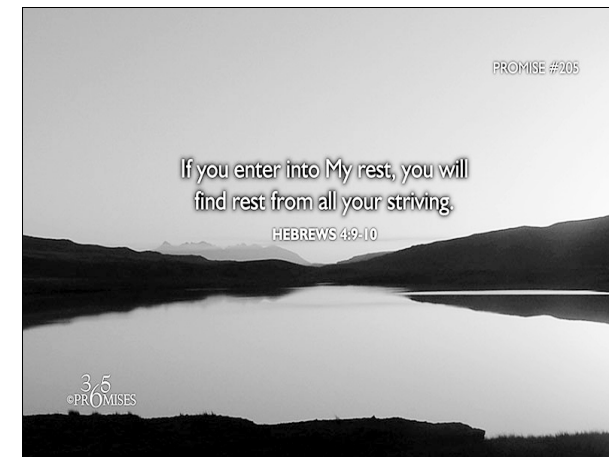 PROMISE #205
If you enter into My rest, you will
find rest from all your striving.
HEBREWS 4:9-10
365
©PROMISES